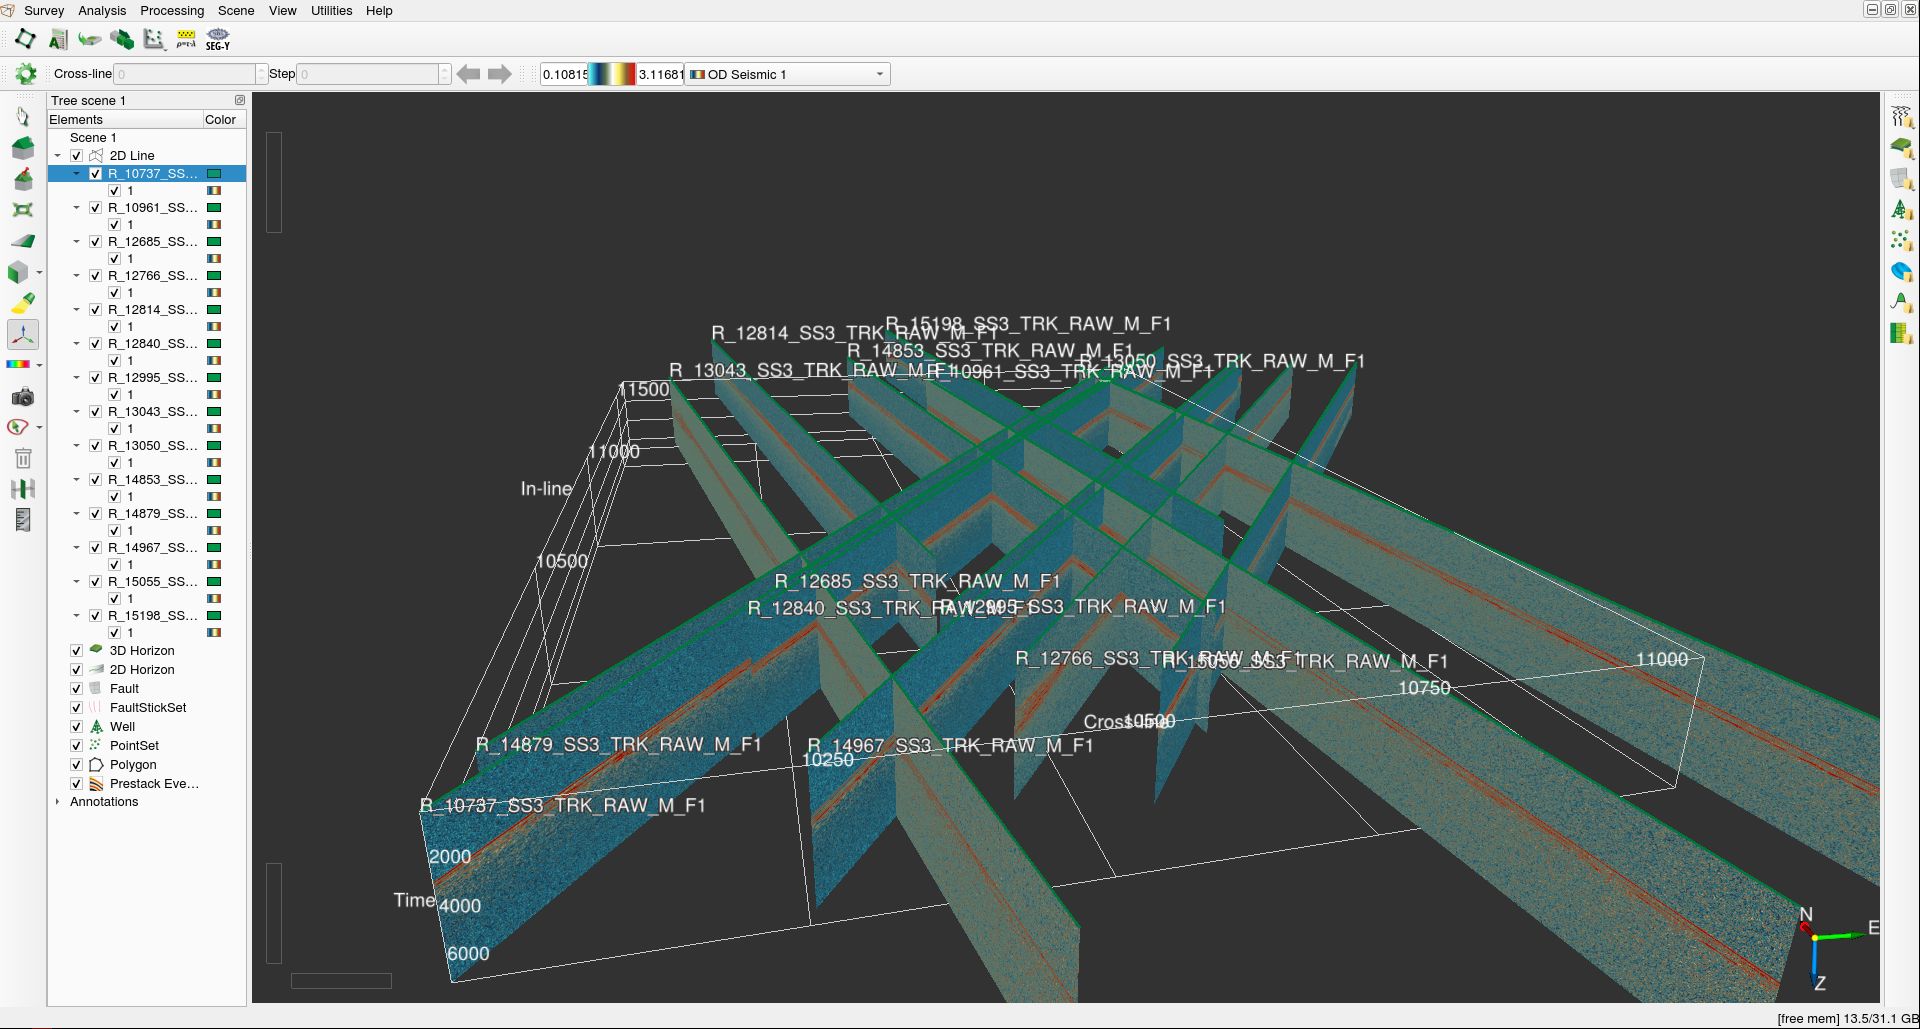 Survey Analysis Processing Scene View Utilities Help
SEG-Y
Cross-line 0 Step 0 0.10815 3.11681 OD Seismic 1
Tree scene 1
Elements Color
Scene 1
2D Line
R_10737_SS...
1
R_10961_SS...
1
R_12685_SS...
1
R_12766_SS...
1
R_12814_SS...
1
R_12840_SS...
1
R_12995_SS...
1
R_13043_SS...
1
R_13050_SS...
1
R_14853_SS...
1
R_14879_SS...
1
R_14967_SS...
1
R_15055_SS...
1
R_15198_SS...
1
3D Horizon
2D Horizon
Fault
FaultStickSet
Well
PointSet
Polygon
Prestack Eve...
Annotations
R_15198_SS3_TRK_RAW_M_F1
R_12814_SS3_TRK_RAW_M_F1
R_14853_SS3_TRK_RAW_M_F1
R_13050_SS3_TRK_RAW_M_F1
R_13043_SS3_TRK_RAW_M_F1
R_10961_SS3_TRK_RAW_M_F1
11500
11000
In-line
10500
R_12685_SS3_TRK_RAW_M_F1
R_12840_SS3_TRK_RAW_M_F1
R_12995_SS3_TRK_RAW_M_F1
R_12766_SS3_TRK_RAW_M_F1
R_15055_SS3_TRK_RAW_M_F1
11000
10750
Cross-line
10500
R_14879_SS3_TRK_RAW_M_F1
R_14967_SS3_TRK_RAW_M_F1
10250
R_10737_SS3_TRK_RAW_M_F1
2000
Time
4000
6000
N
E
Z
[free mem] 13.5/31.1 GB